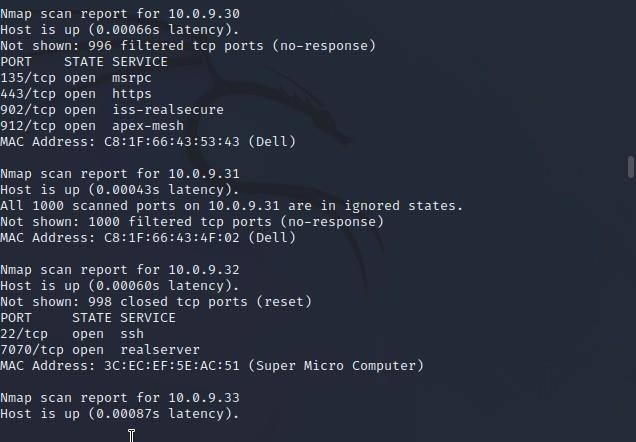 Nmap scan report for 10.0.9.30
Host is up (0.00066s latency).
Not shown: 996 filtered tcp ports (no-response)
PORT    STATE SERVICE
135/tcp open  msrpc
443/tcp open  https
902/tcp open  iss-realsecure
912/tcp open  apex-mesh
MAC Address: C8:1F:66:43:53:43 (Dell)

Nmap scan report for 10.0.9.31
Host is up (0.00043s latency).
All 1000 scanned ports on 10.0.9.31 are in ignored states.
Not shown: 1000 filtered tcp ports (no-response)
MAC Address: C8:1F:66:43:4F:02 (Dell)

Nmap scan report for 10.0.9.32
Host is up (0.00060s latency).
Not shown: 998 closed tcp ports (reset)
PORT     STATE SERVICE
22/tcp   open  ssh
7070/tcp open  realserver
MAC Address: 3C:EC:EF:5E:AC:51 (Super Micro Computer)

Nmap scan report for 10.0.9.33
Host is up (0.00087s latency).